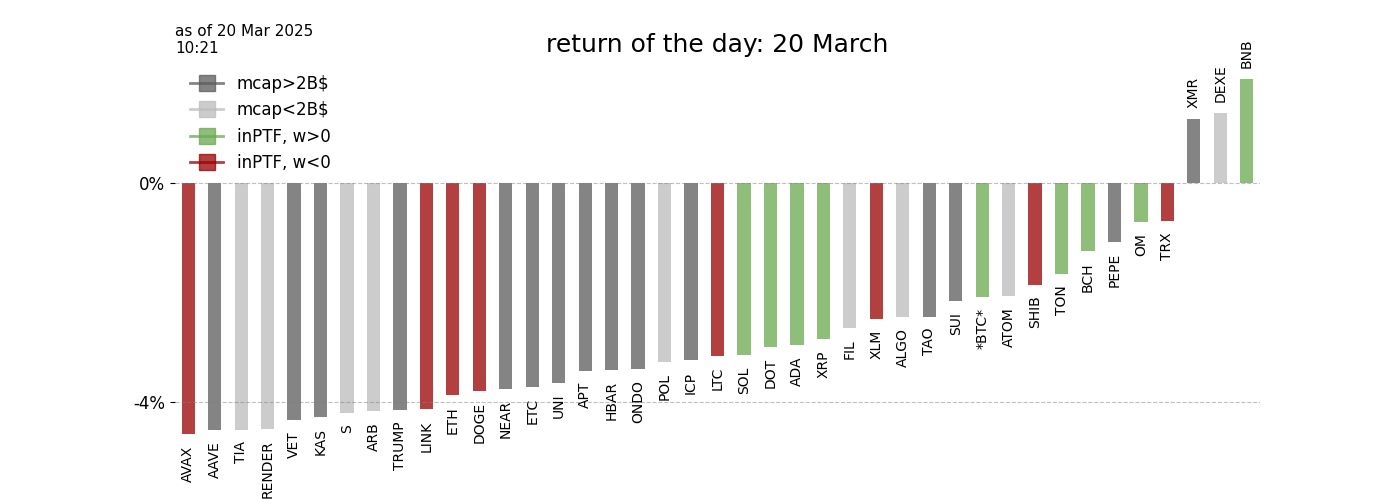 as of 20 Mar 2025
10:21
return of the day: 20 March
mcap>2B$
mcap<2B$
inPTF, w>0
inPTF, w<0
0%
-4%
AVAX
AAVE
TIA
RENDER
VET
KAS
S
ARB
TRUMP
LINK
ETH
DOGE
NEAR
ETC
UNI
APT
HBAR
ONDO
POL
ICP
LTC
SOL
DOT
ADA
XRP
FIL
XLM
ALGO
TAO
SUI
*BTC*
ATOM
SHIB
TON
BCH
PEPE
OM
TRX
XMR
DEXE
BNB